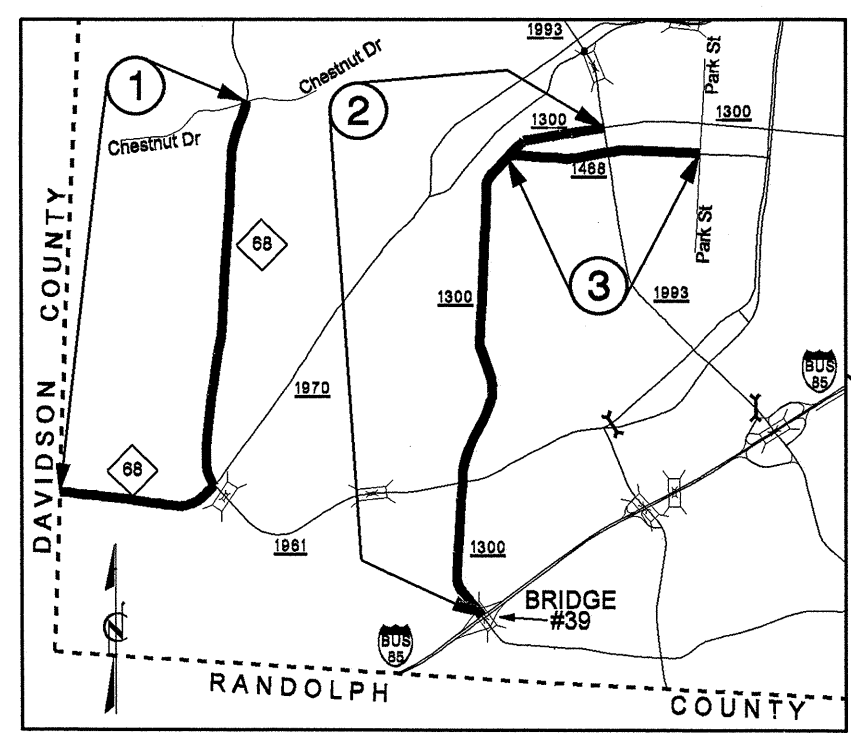 1993
1
Chestnut Dr
Park St
2
1300
1300
Chestnut Dr
1468
68
Park St
3
1300
1993
DAVIDSON COUNTY
BUS
85
1970
68
1961
1300
BRIDGE
#39
N
BUS
85
RANDOLPH COUNTY